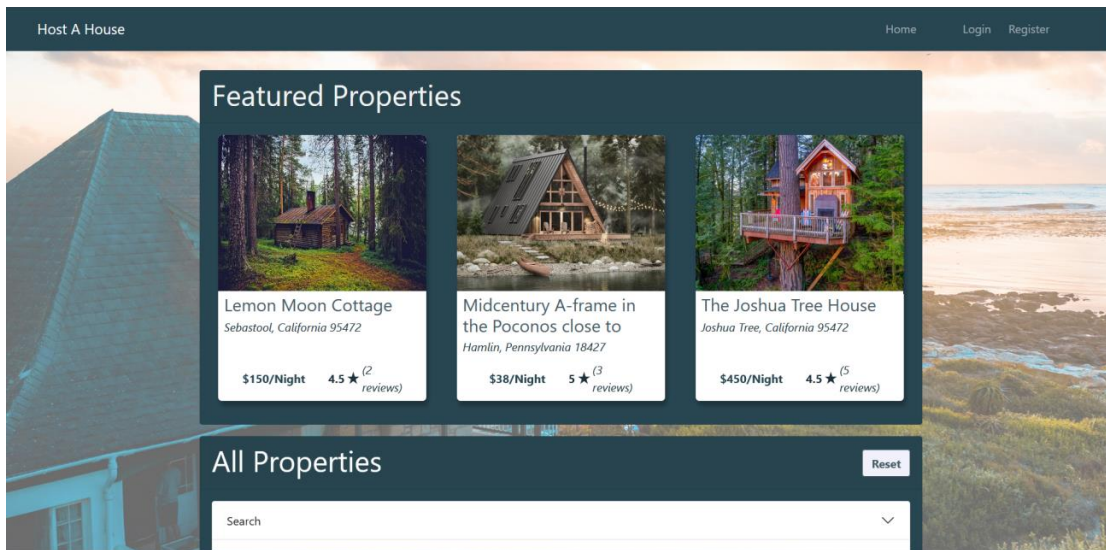 Host A House
Home
Login
Register
Featured Properties
Lemon Moon Cottage
Sebastool, California 95472
$150/Night
4.5 ★ (2
reviews)
Midcentury A-frame in
the Poconos close to
Hamlin, Pennsylvania 18427
$38/Night
5 ★ (3
reviews)
The Joshua Tree House
Joshua Tree, California 95472
$450/Night
4.5 ★ (5
reviews)
All Properties
Reset
Search